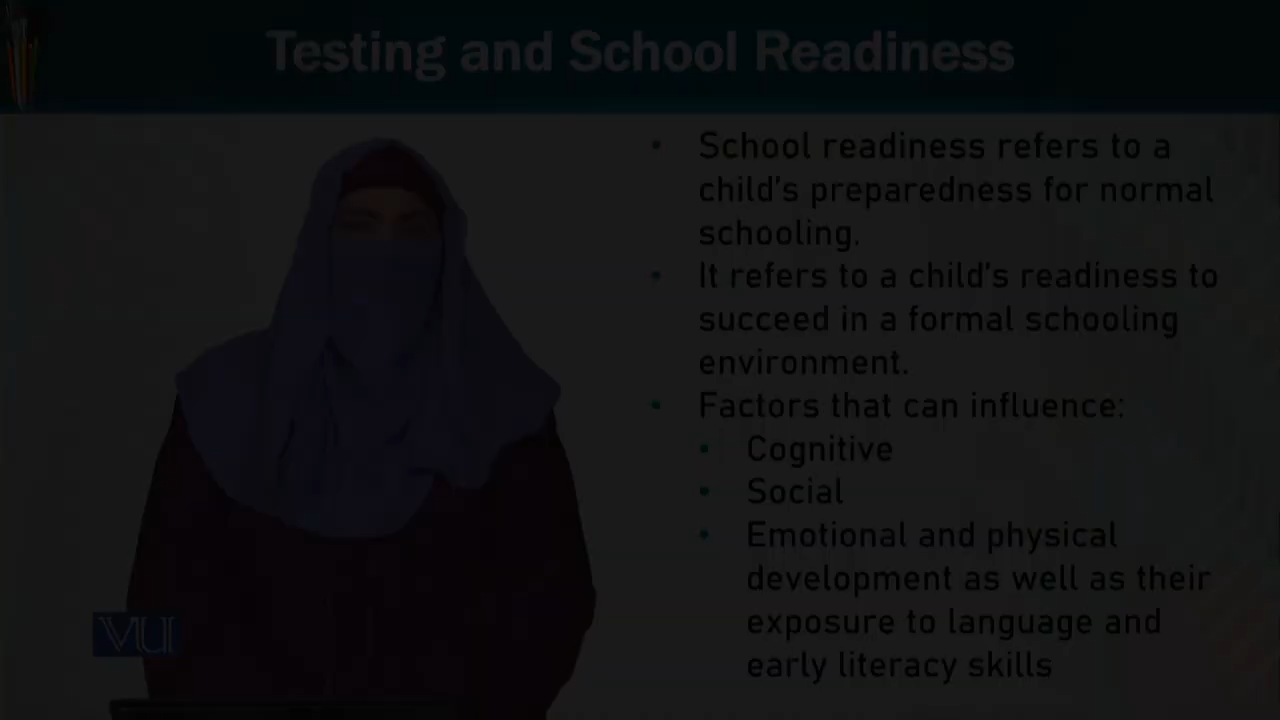 Testing and School Readiness
• School readiness refers to a
child's preparedness for normal
schooling.
• It refers to a child's readiness to
succeed in a formal schooling
environment.
• Factors that can influence:
• Cognitive
• Social
• Emotional and physical
development as well as their
exposure to language and
early literacy skills
VU